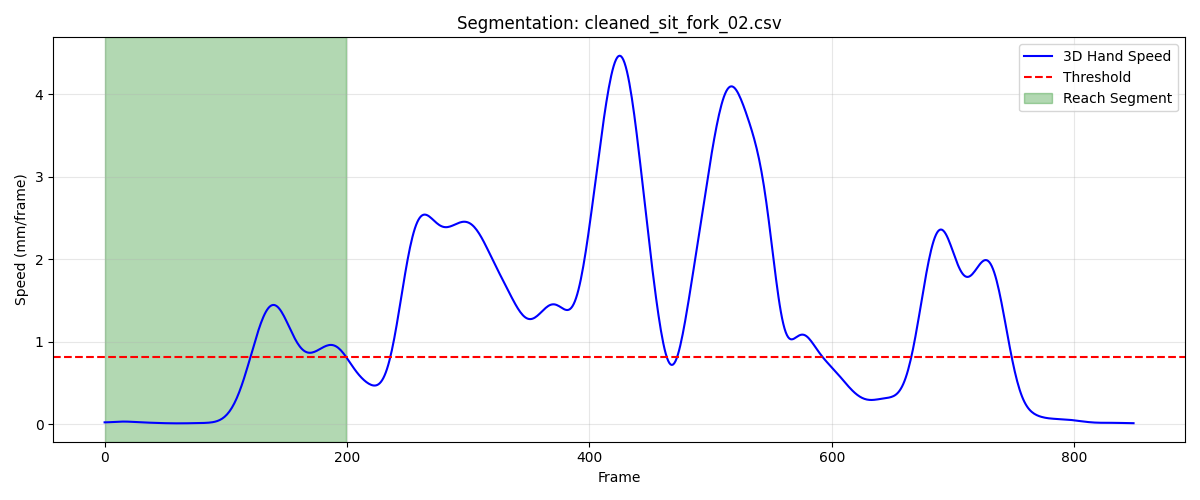 Segmentation: cleaned_sit_fork_02.csv
3D Hand Speed
Threshold
Reach Segment
Speed (mm/frame)
4
3
2
1
0
0 200 400 600 800
Frame